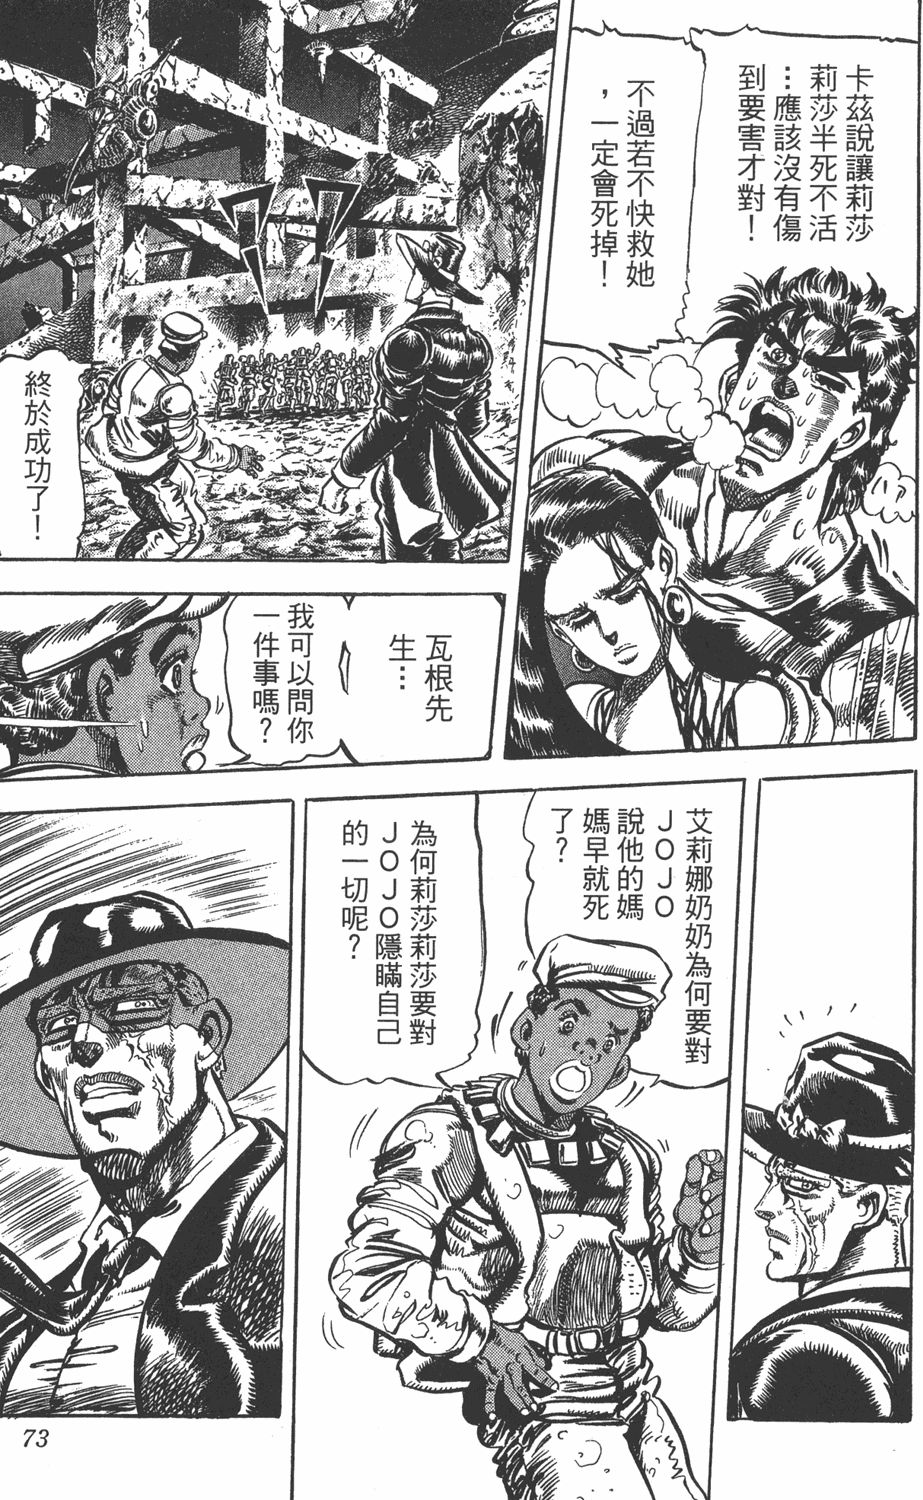 卡茲說讓莉莎
莉莎半死不活
…應該沒有傷
到要害才對！
不過若不快救她
，一定會死掉！
!!
終於成功了！
瓦根先
生…
我可以問你
一件事嗎？
艾莉娜奶奶為何要對
JOJO
說他的媽
媽早就死
了？
為何莉莎莉莎要對
JOJO隱瞞自己
的一切呢？
73